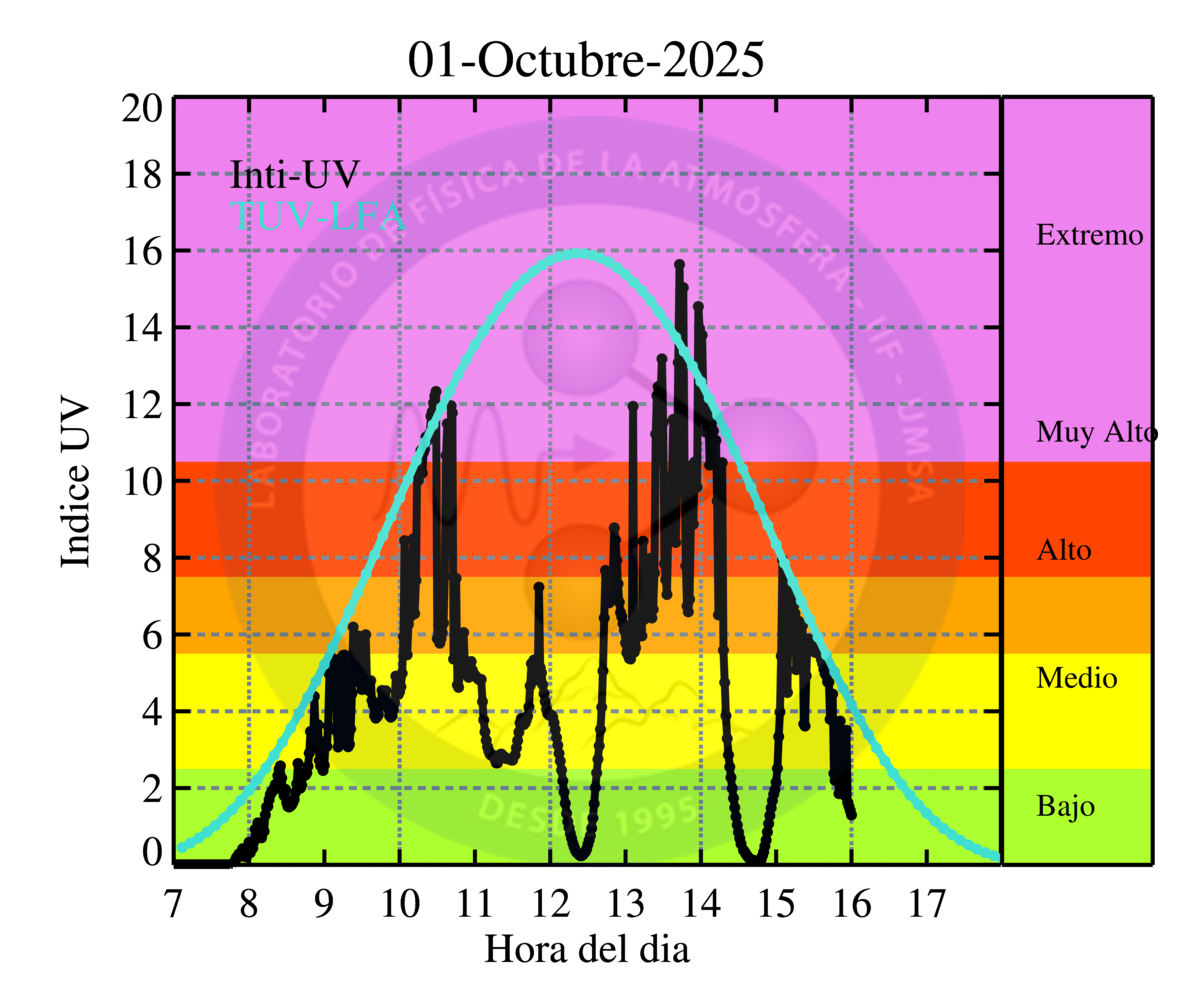 01-Octubre-2025
Inti-UV
TUV-LFA
LABORATORIO DE FÍSICA DE LA ATMÓSFERA - IIF - UMSA
DESDE 1995
Indice UV
20
18
16
14
12
10
8
6
4
2
0
Extremo
Muy Alto
Alto
Medio
Bajo
7 8 9 10 11 12 13 14 15 16 17
Hora del dia